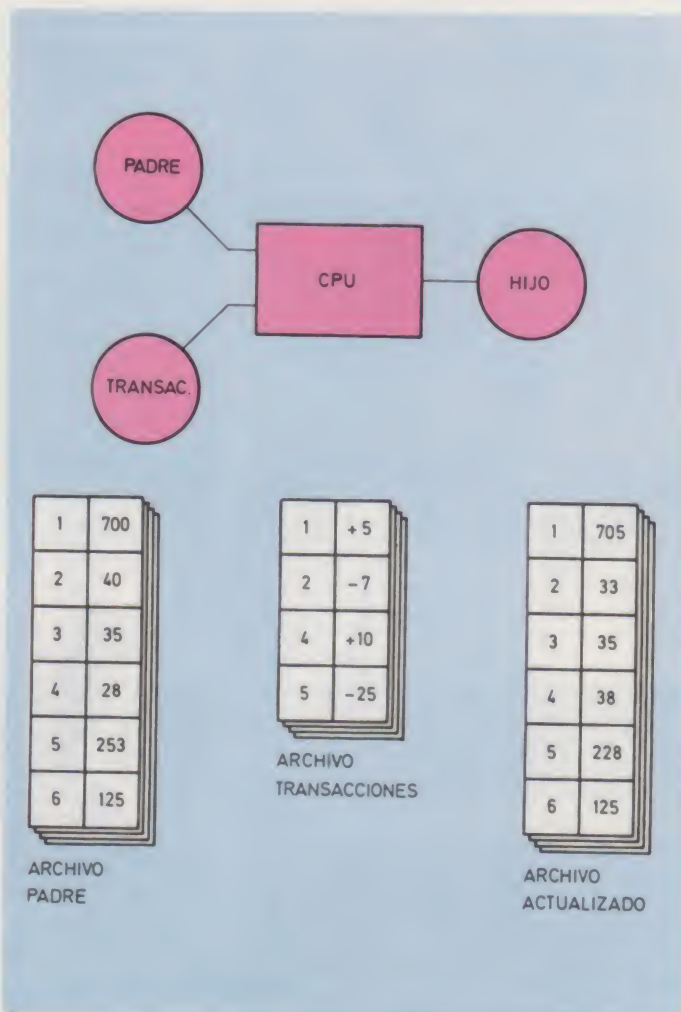 PADRE
CPU
HIJO
TRANSAC.
1 700
2 40
3 35
4 28
5 253
6 125
ARCHIVO
PADRE
1 +5
2 -7
4 +10
5 -25
ARCHIVO
TRANSACCIONES
1 705
2 33
3 35
4 38
5 228
6 125
ARCHIVO
ACTUALIZADO